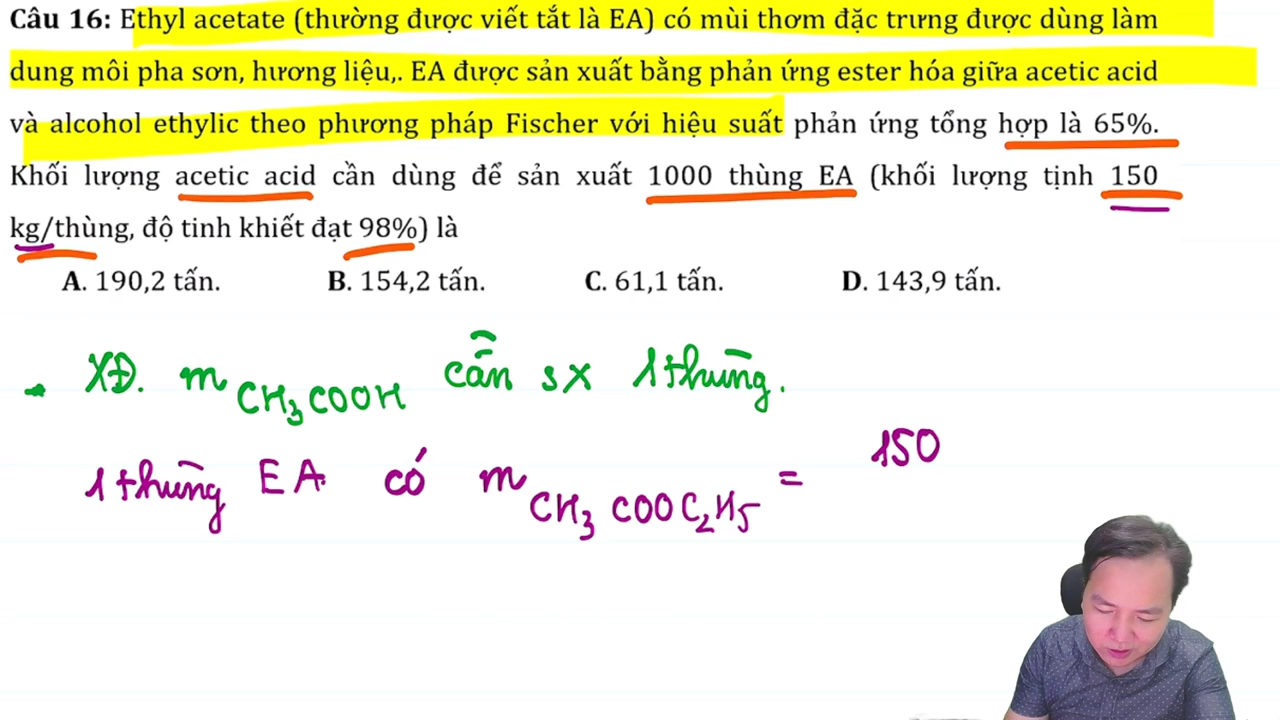 Câu 16: Ethyl acetate (thường được viết tắt là EA) có mùi thơm đặc trưng được dùng làm
dung môi pha sơn, hương liệu,. EA được sản xuất bằng phản ứng ester hóa giữa acetic acid
và alcohol ethylic theo phương pháp Fischer với hiệu suất phản ứng tổng hợp là 65%.
Khối lượng acetic acid cần dùng để sản xuất 1000 thùng EA (khối lượng tịnh 150
kg/thùng, độ tinh khiết đạt 98%) là
A. 190,2 tấn. B. 154,2 tấn. C. 61,1 tấn. D. 143,9 tấn.
XĐ. m CH3COOH cần sx 1 thùng.
1 thùng EA có m CH3COOC2H5 = 150